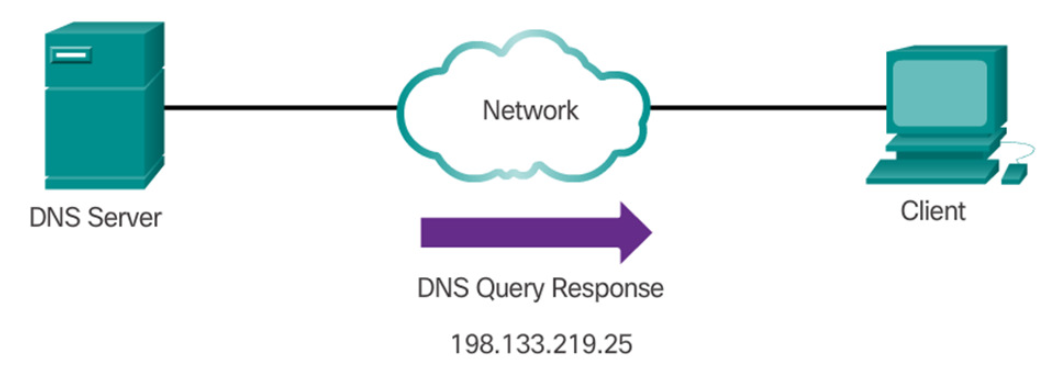 Network
DNS Server
Client
DNS Query Response
198.133.219.25